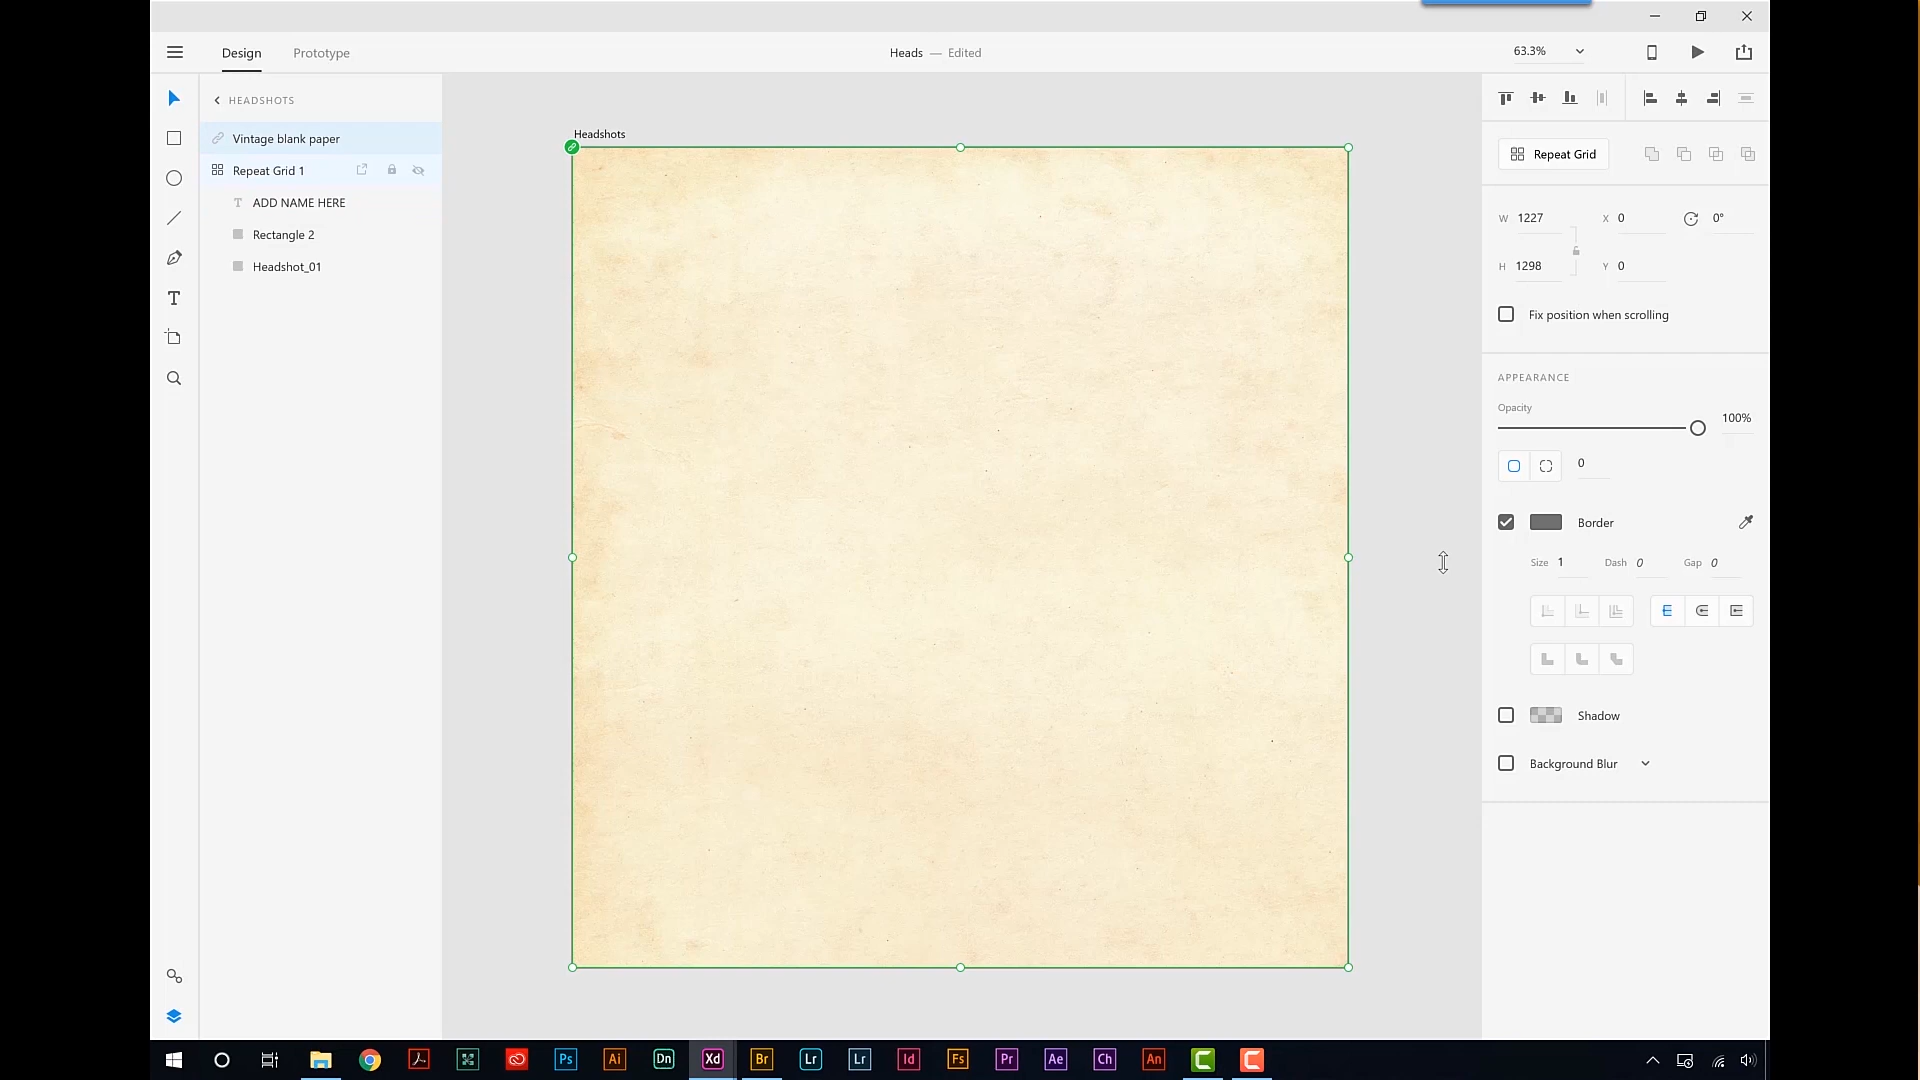 Design
Prototype
Heads — Edited
63.3%
HEADSHOTS
Vintage blank paper
Repeat Grid 1
T ADD NAME HERE
Rectangle 2
Headshot_01
Headshots
Repeat Grid
W 1227 X 0 0°
H 1298 Y 0
Fix position when scrolling
APPEARANCE
Opacity
100%
0
Border
Size 1 Dash 0 Gap 0
Shadow
Background Blur
Ps Ai Dn Xd Br Lr Lr Id Fs Pr Ae Ch An